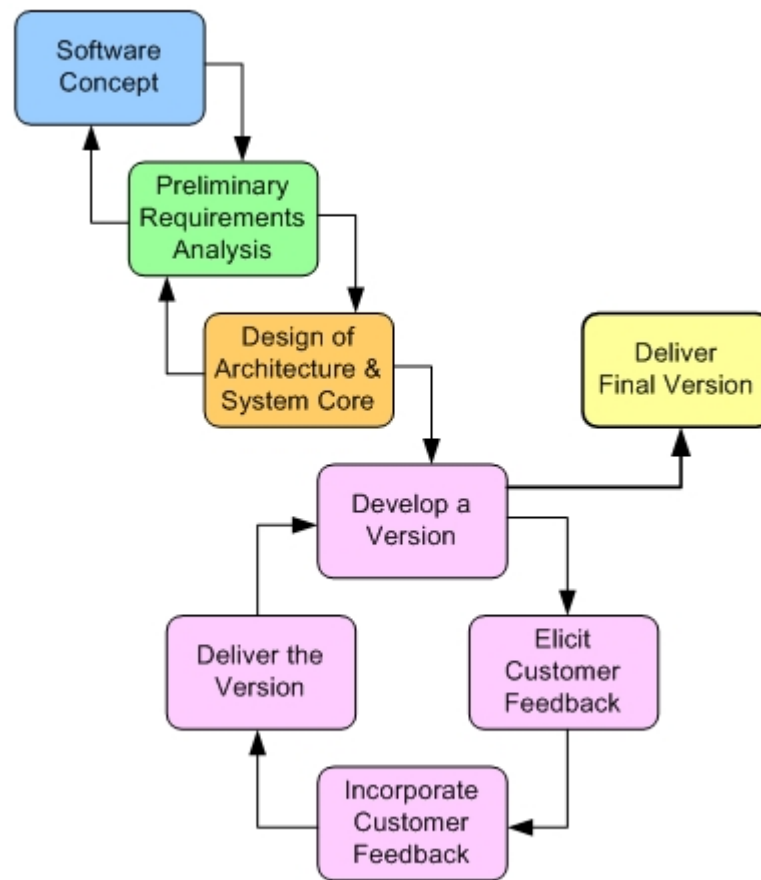 Software
Concept
Preliminary
Requirements
Analysis
Design of
Architecture &
System Core
Deliver
Final Version
Develop a
Version
Deliver the
Version
Elicit
Customer
Feedback
Incorporate
Customer
Feedback